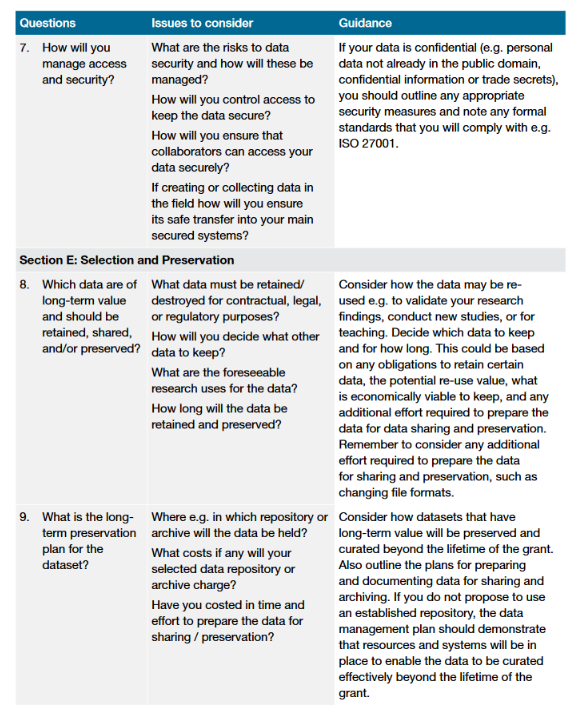 Questions
Issues to consider
Guidance
7. How will you
manage access
and security?
What are the risks to data
security and how will these be
managed?
How will you control access to
keep the data secure?
How will you ensure that
collaborators can access your
data securely?
If creating or collecting data in
the field how will you ensure
its safe transfer into your main
secured systems?
If your data is confidential (e.g. personal
data not already in the public domain,
confidential information or trade secrets),
you should outline any appropriate
security measures and note any formal
standards that you will comply with e.g.
ISO 27001.
Section E: Selection and Preservation
8. Which data are of
long-term value
and should be
retained, shared,
and/or preserved?
What data must be retained/
destroyed for contractual, legal,
or regulatory purposes?
How will you decide what other
data to keep?
What are the foreseeable
research uses for the data?
How long will the data be
retained and preserved?
Consider how the data may be re-
used e.g. to validate your research
findings, conduct new studies, or for
teaching. Decide which data to keep
and for how long. This could be based
on any obligations to retain certain
data, the potential re-use value, what
is economically viable to keep, and any
additional effort required to prepare the
data for data sharing and preservation.
Remember to consider any additional
effort required to prepare the data
for sharing and preservation, such as
changing file formats.
9. What is the long-
term preservation
plan for the
dataset?
Where e.g. in which repository or
archive will the data be held?
What costs if any will your
selected data repository or
archive charge?
Have you costed in time and
effort to prepare the data for
sharing / preservation?
Consider how datasets that have
long-term value will be preserved and
curated beyond the lifetime of the grant.
Also outline the plans for preparing
and documenting data for sharing and
archiving. If you do not propose to use
an established repository, the data
management plan should demonstrate
that resources and systems will be in
place to enable the data to be curated
effectively beyond the lifetime of the
grant.